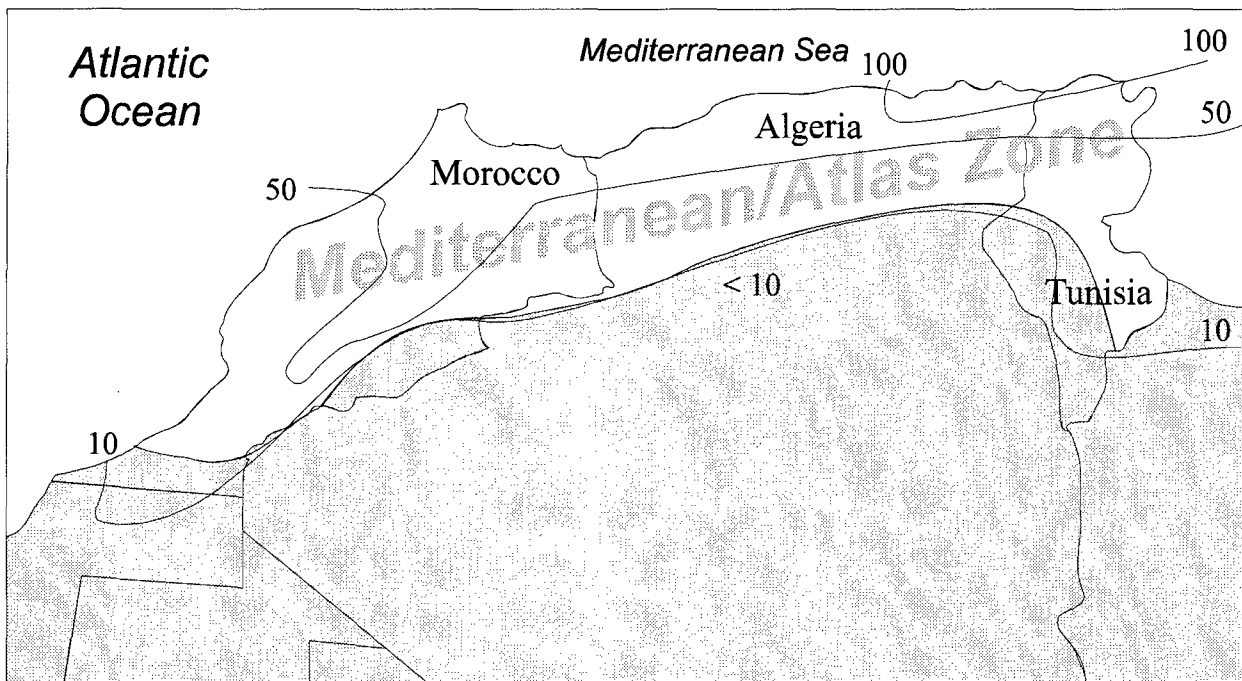 Atlantic
Ocean
Mediterranean Sea
100
100
50
Algeria
Morocco
50
Mediterranean/Atlas Zone
< 10
Tunisia
10
10